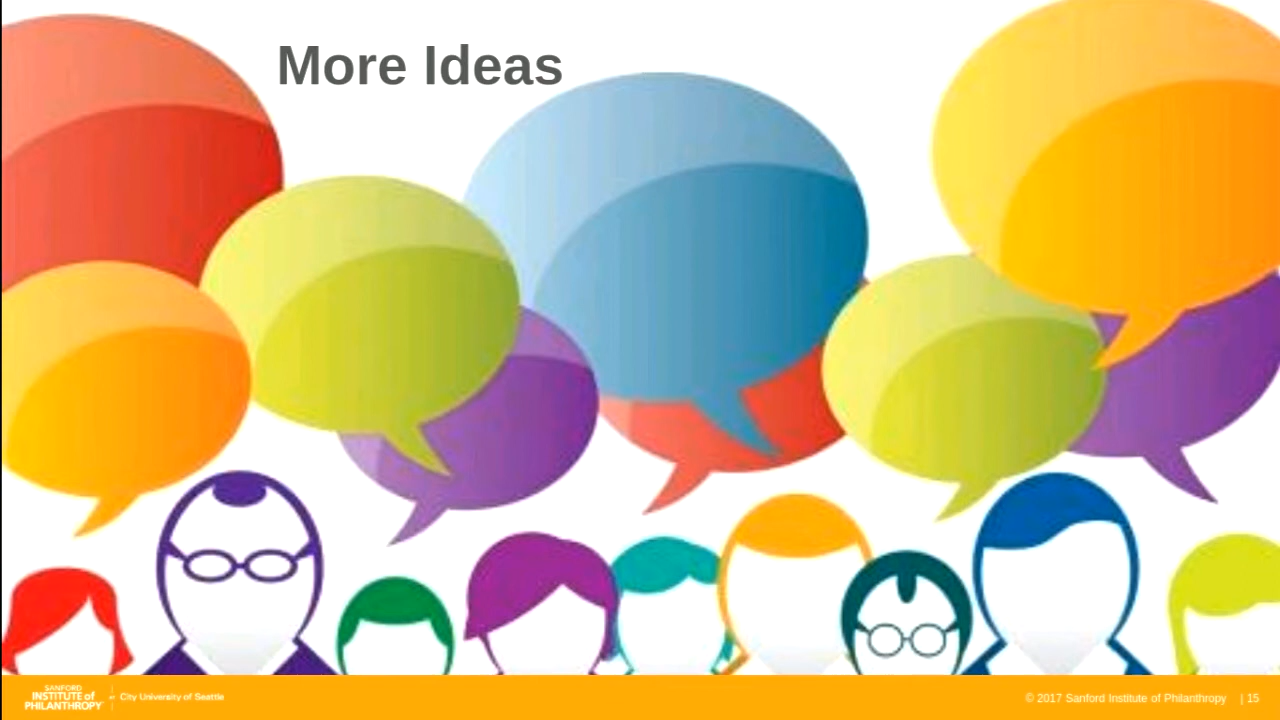 More Ideas
SANFORD
INSTITUTE of
PHILANTHROPY
City University of Seattle
© 2017 Sanford Institute of Philanthropy | 15